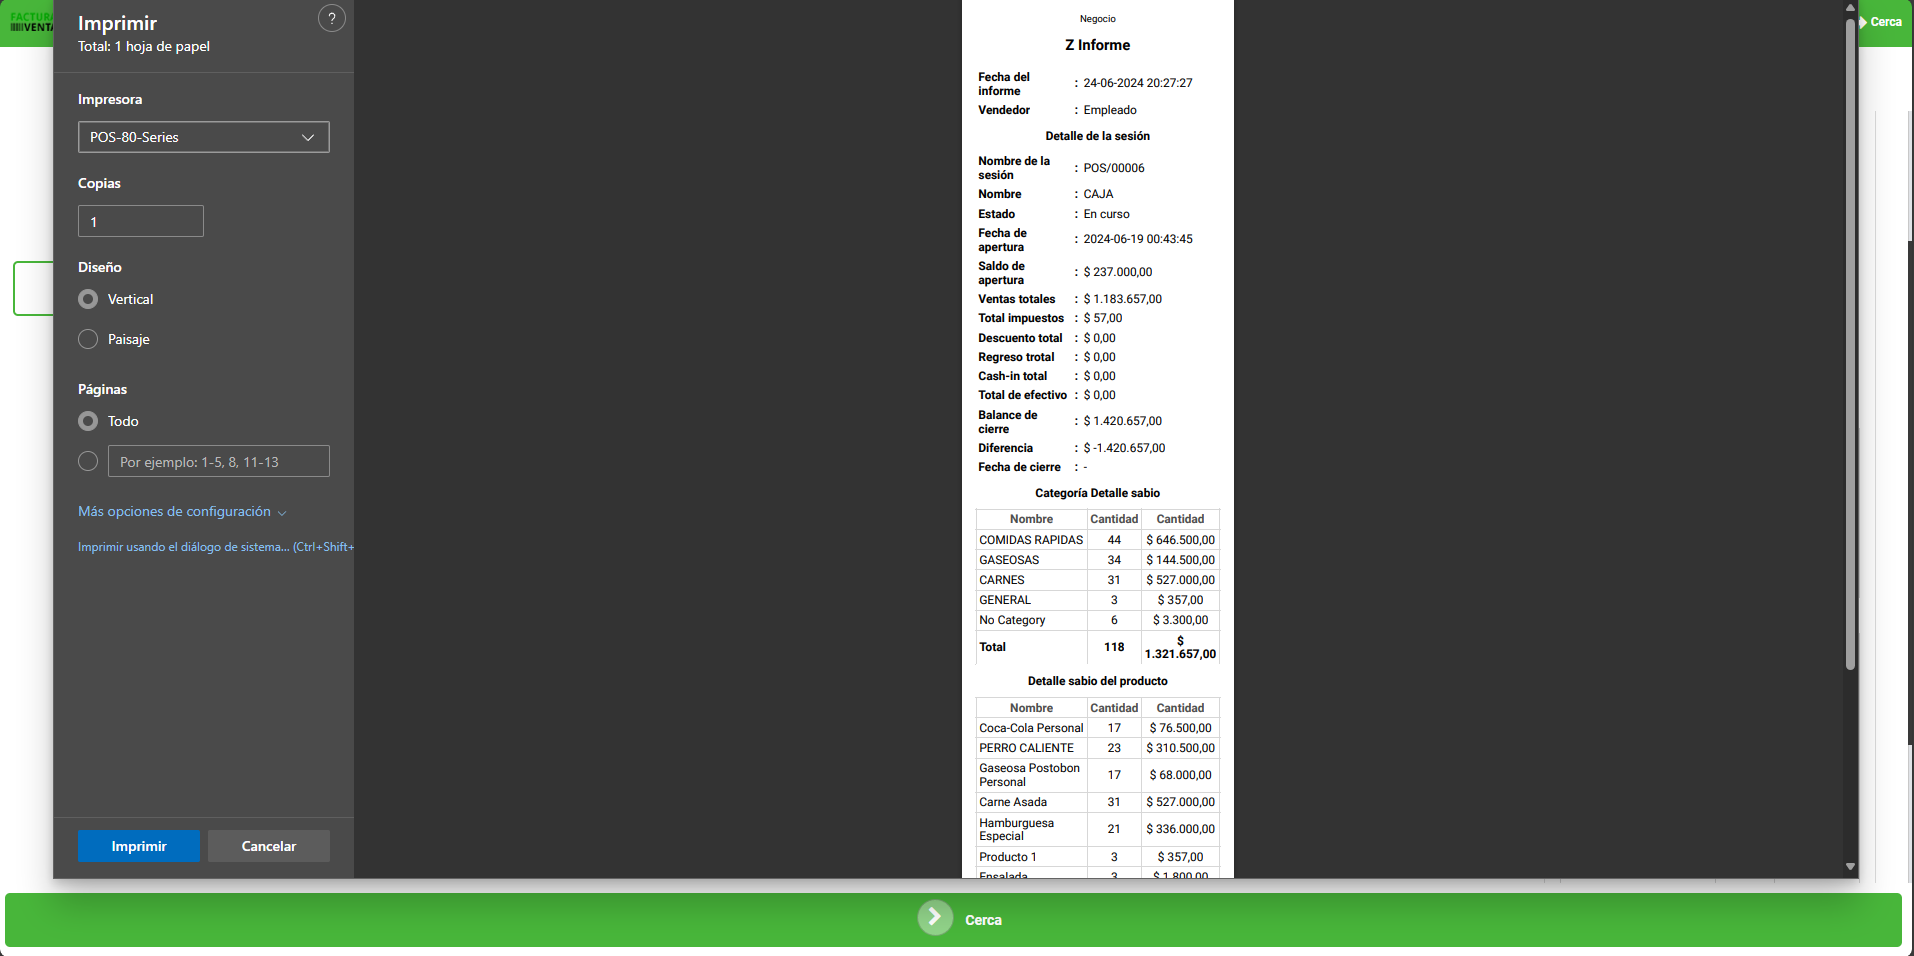 FACTURA
VENTA
Cerca
Imprimir
?
Total: 1 hoja de papel
Impresora
POS-80-Series
Copias
1
Diseño
Vertical
Paisaje
Páginas
Todo
Por ejemplo: 1-5, 8, 11-13
Más opciones de configuración
Imprimir usando el diálogo de sistema... (Ctrl+Shift+
Imprimir
Cancelar
Negocio
Z Informe
Fecha del informe : 24-06-2024 20:27:27
Vendedor : Empleado
Detalle de la sesión
Nombre de la sesión : POS/00006
Nombre : CAJA
Estado : En curso
Fecha de apertura : 2024-06-19 00:43:45
Saldo de apertura : $ 237.000,00
Ventas totales : $ 1.183.657,00
Total impuestos : $ 57,00
Descuento total : $ 0,00
Regreso trotal : $ 0,00
Cash-in total : $ 0,00
Total de efectivo : $ 0,00
Balance de cierre : $ 1.420.657,00
Diferencia : $ -1.420.657,00
Fecha de cierre : -
Categoría Detalle sabio
Nombre Cantidad Cantidad
COMIDAS RAPIDAS 44 $ 646.500,00
GASEOSAS 34 $ 144.500,00
CARNES 31 $ 527.000,00
GENERAL 3 $ 357,00
No Category 6 $ 3.300,00
Total 118 $ 1.321.657,00
Detalle sabio del producto
Nombre Cantidad Cantidad
Coca-Cola Personal 17 $ 76.500,00
PERRO CALIENTE 23 $ 310.500,00
Gaseosa Postobon Personal 17 $ 68.000,00
Carne Asada 31 $ 527.000,00
Hamburguesa Especial 21 $ 336.000,00
Producto 1 3 $ 357,00
Ensalada 3 $ 1.800,00
Cerca